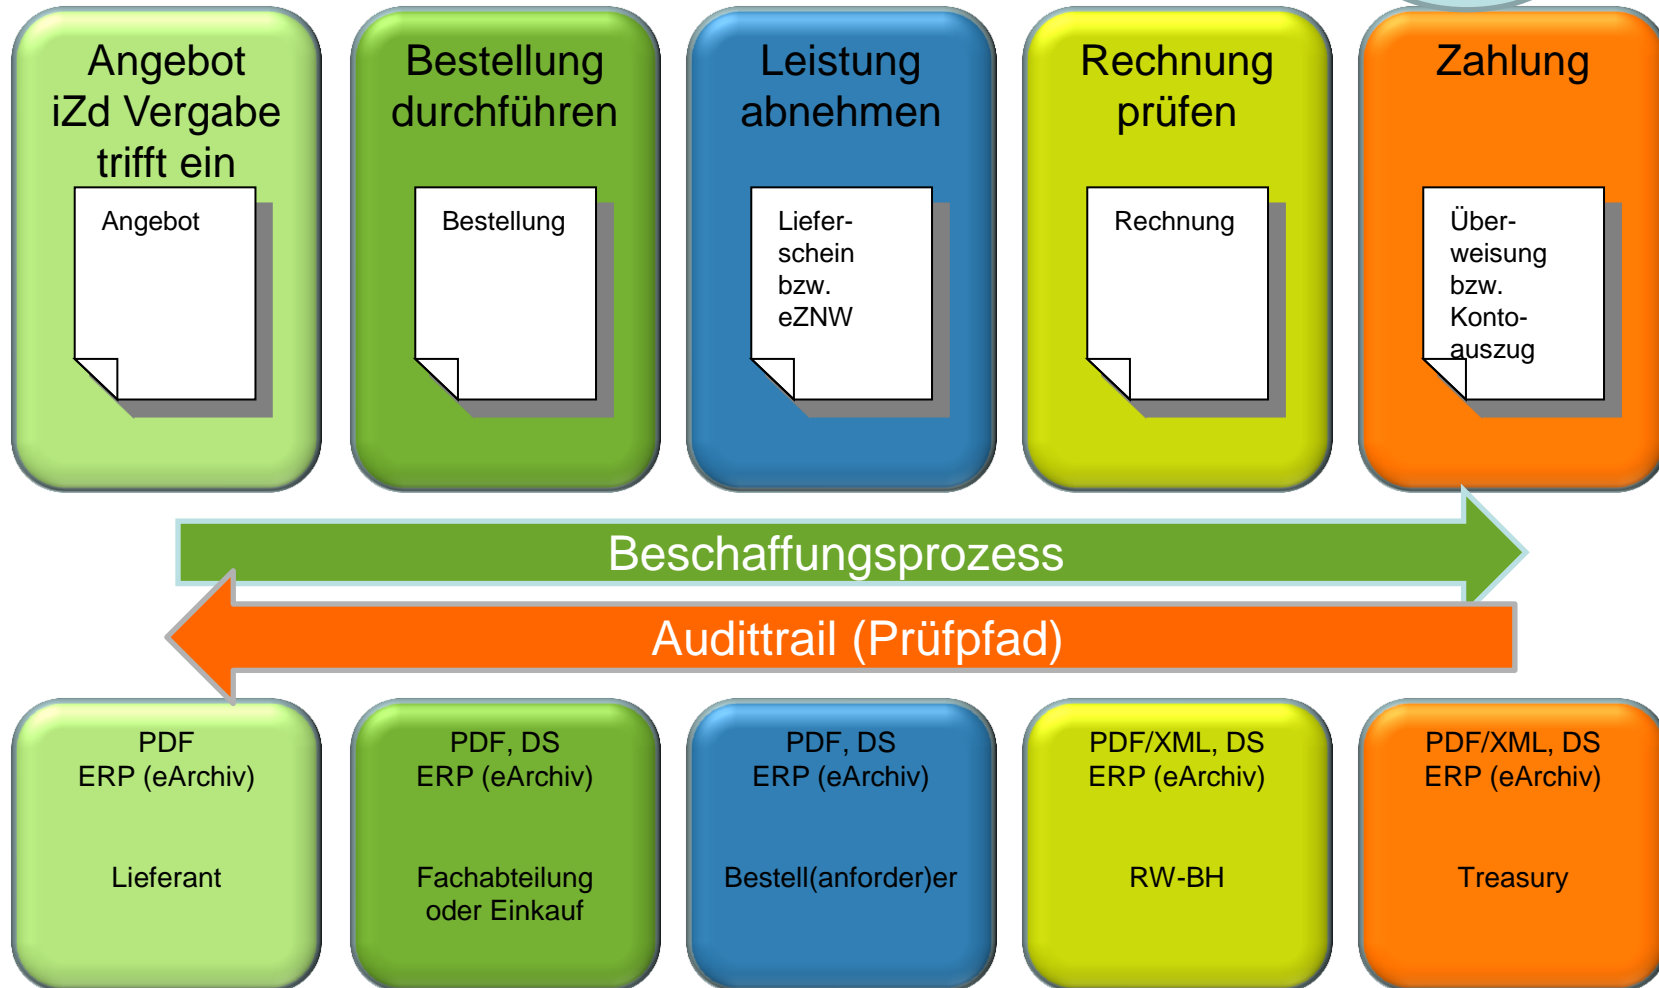 Angebot
iZd Vergabe
trifft ein
Angebot
Bestellung
durchführen
Bestellung
Leistung
abnehmen
Liefer-
schein
bzw.
eZNW
Rechnung
prüfen
Rechnung
Zahlung
Über-
weisung
bzw.
Konto-
auszug
Beschaffungsprozess
Audittrail (Prüfpfad)
PDF
ERP (eArchiv)
Lieferant
PDF, DS
ERP (eArchiv)
Fachabteilung
oder Einkauf
PDF, DS
ERP (eArchiv)
Bestell(anforder)er
PDF/XML, DS
ERP (eArchiv)
RW-BH
PDF/XML, DS
ERP (eArchiv)
Treasury